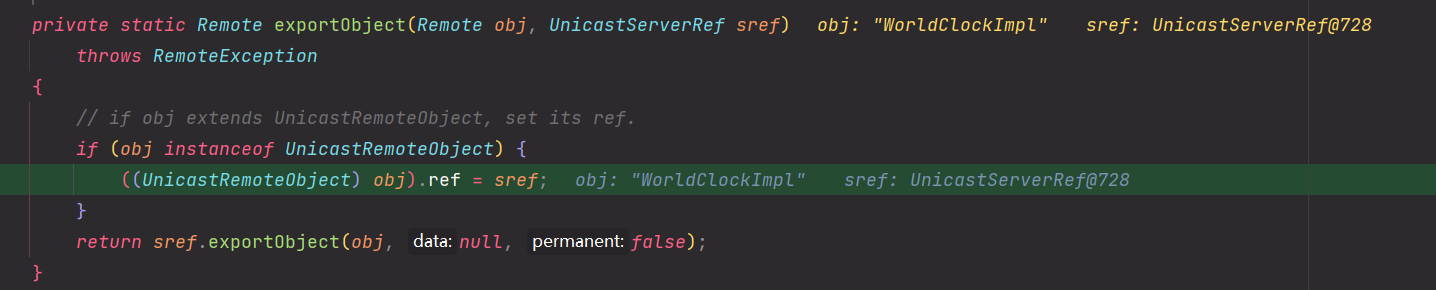 private static Remote exportObject(Remote obj, UnicastServerRef sref)   obj: "WorldClockImpl"   sref: UnicastServerRef@728
    throws RemoteException
{
    // if obj extends UnicastRemoteObject, set its ref.
    if (obj instanceof UnicastRemoteObject) {
        ((UnicastRemoteObject) obj).ref = sref;   obj: "WorldClockImpl"   sref: UnicastServerRef@728
    }
    return sref.exportObject(obj, data: null, permanent: false);
}